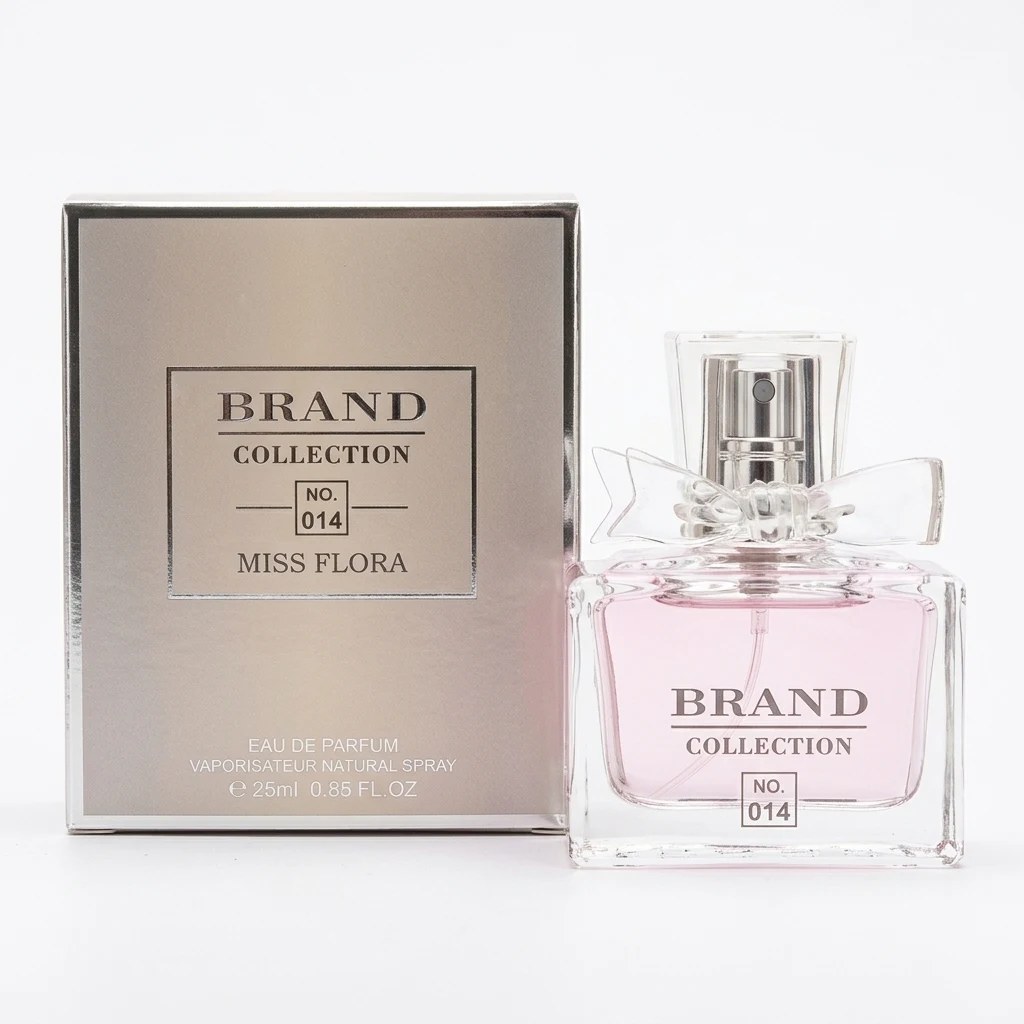 BRAND
COLLECTION
NO.
014
MISS FLORA
EAU DE PARFUM
VAPORISATEUR NATURAL SPRAY
℮ 25ml 0.85 FL.OZ
BRAND
COLLECTION
NO.
014